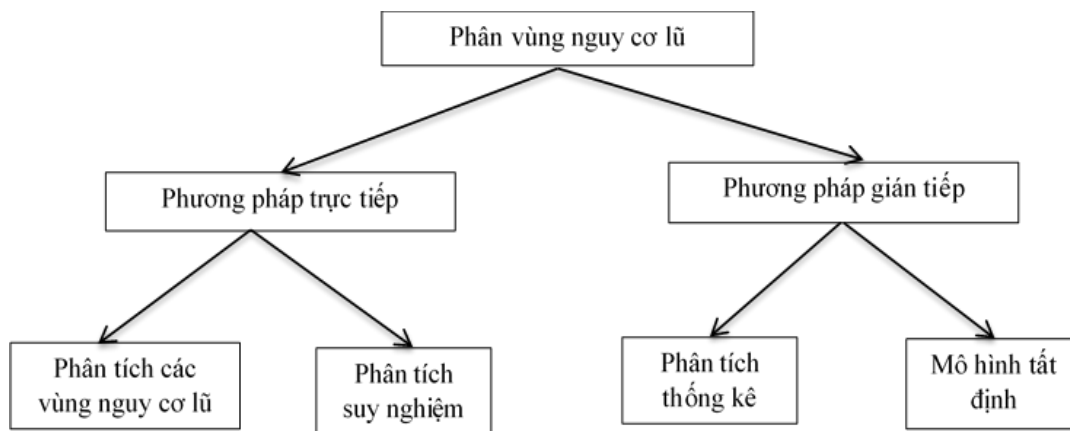 Phân vùng nguy cơ lũ
Phương pháp trực tiếp
Phương pháp gián tiếp
Phân tích các
vùng nguy cơ lũ
Phân tích
suy nghiệm
Phân tích
thống kê
Mô hình tất
định